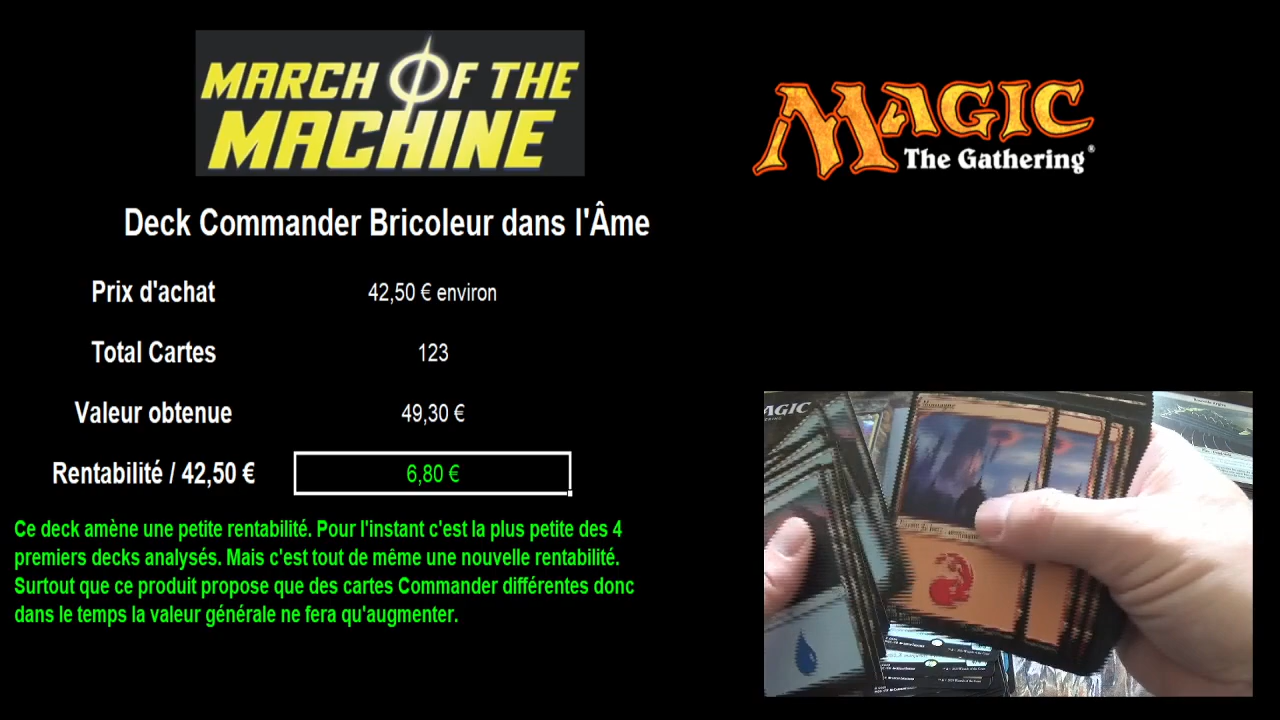 MARCH OF THE
MACHINE
MAGIC
The Gathering®
Deck Commander Bricoleur dans l'Âme
Prix d'achat
42,50 € environ
Total Cartes
123
Valeur obtenue
49,30 €
Rentabilité / 42,50 €
6,80 €
Ce deck amène une petite rentabilité. Pour l'instant c'est la plus petite des 4
premiers decks analysés. Mais c'est tout de même une nouvelle rentabilité.
Surtout que ce produit propose que des cartes Commander différentes donc
dans le temps la valeur générale ne fera qu'augmenter.
Montagne